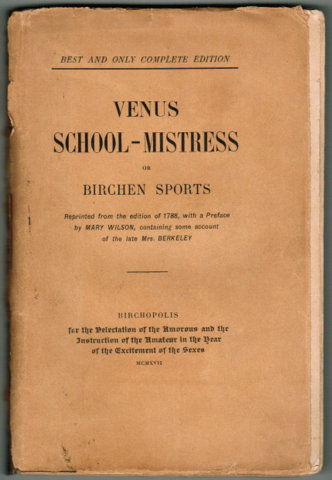 BEST AND ONLY COMPLETE EDITION
VENUS
SCHOOL-MISTRESS
OR
BIRCHEN SPORTS
Reprinted from the edition of 1788, with a Preface
by MARY WILSON, containing some account
of the late Mrs. BERKELEY
BIRCHOPOLIS
for the Delectation of the Amorous and the
Instruction of the Amateur in the Year
of the Excitement of the Sexes
MCMXVII